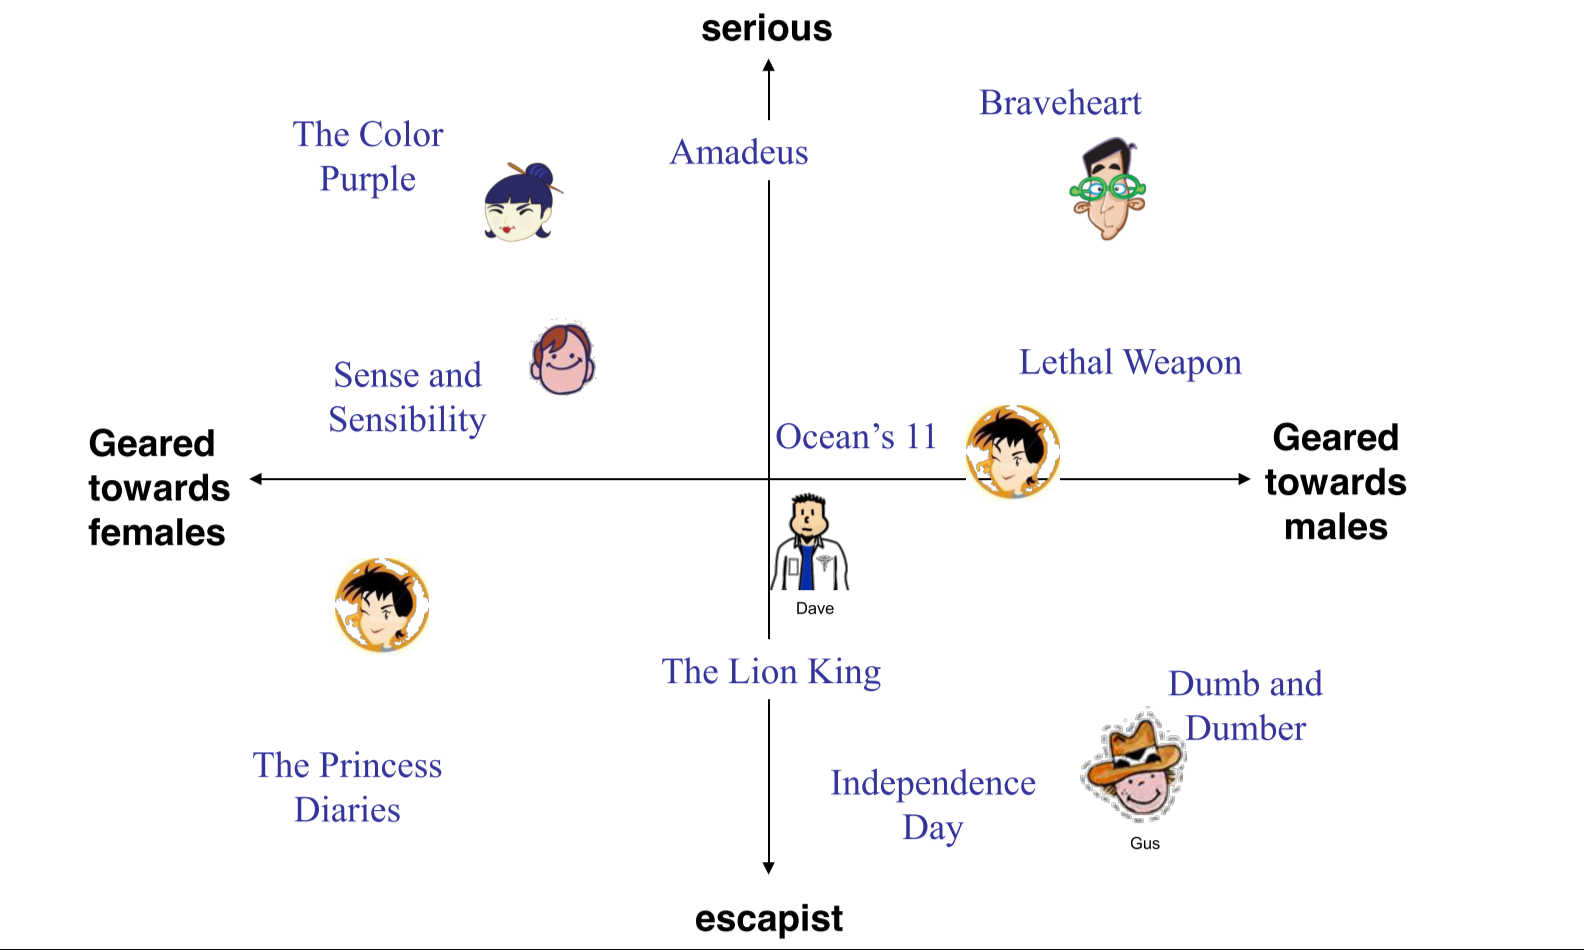 serious
Braveheart
The Color
Purple
Amadeus
Lethal Weapon
Sense and
Sensibility
Ocean’s 11
Geared
towards
females
Geared
towards
males
Dave
The Lion King
Dumb and
Dumber
The Princess
Diaries
Independence
Day
Gus
escapist